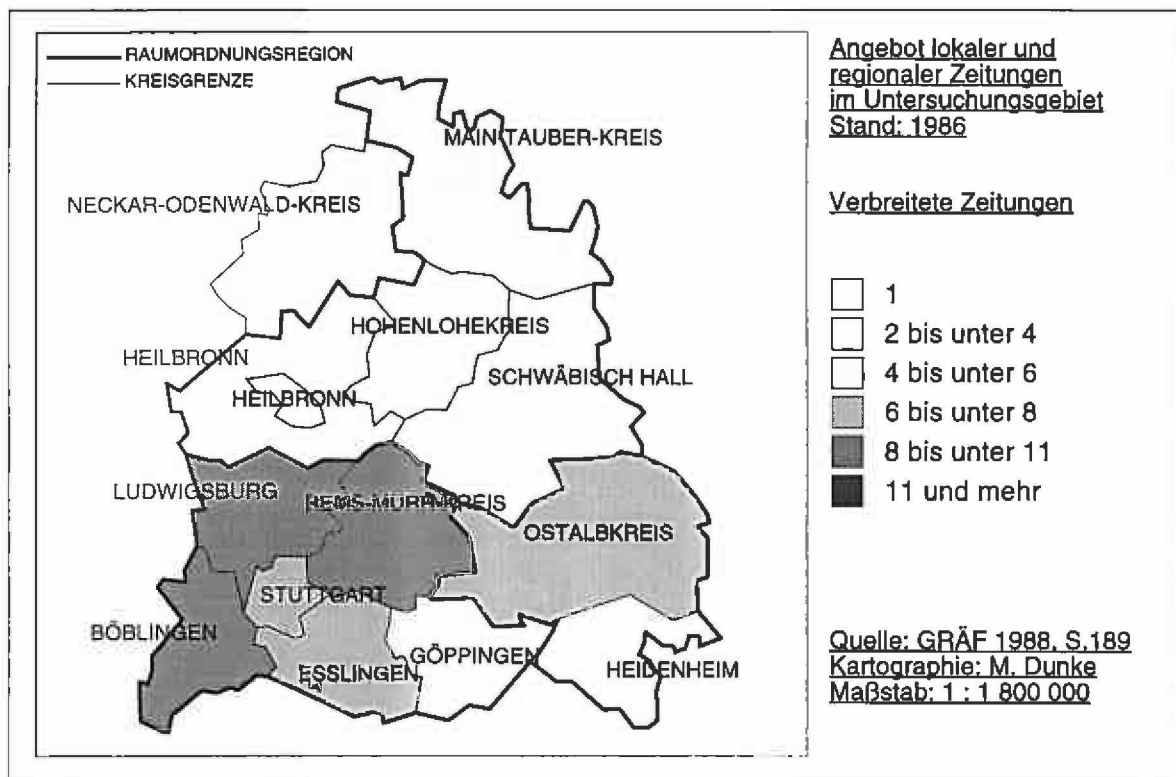 RAUMORDNUNGSREGION
KREISGRENZE
MAIN-TAUBER-KREIS
NECKAR-ODENWALD-KREIS
HOHENLOHEKREIS
HEILBRONN
SCHWÄBISCH HALL
HEILBRONN
LUDWIGSBURG
REMS-MURR-KREIS
OSTALBKREIS
STUTTGART
BÖBLINGEN
GÖPPINGEN
ESSLINGEN
HEIDENHEIM
Angebot lokaler und
regionaler Zeitungen
im Untersuchungsgebiet
Stand: 1986
Verbreitete Zeitungen
1
2 bis unter 4
4 bis unter 6
6 bis unter 8
8 bis unter 11
11 und mehr
Quelle: GRÄF 1988, S.189
Kartographie: M. Dunke
Maßstab: 1 : 1 800 000